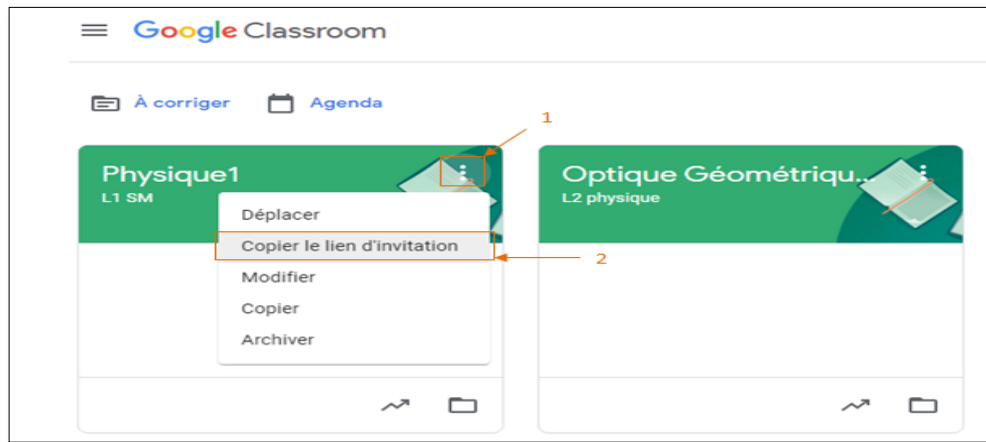 Google Classroom
À corriger
Agenda
1
Physique1
L1 SM
Déplacer
Copier le lien d'invitation
2
Modifier
Copier
Archiver
Optique Géométriqu...
L2 physique